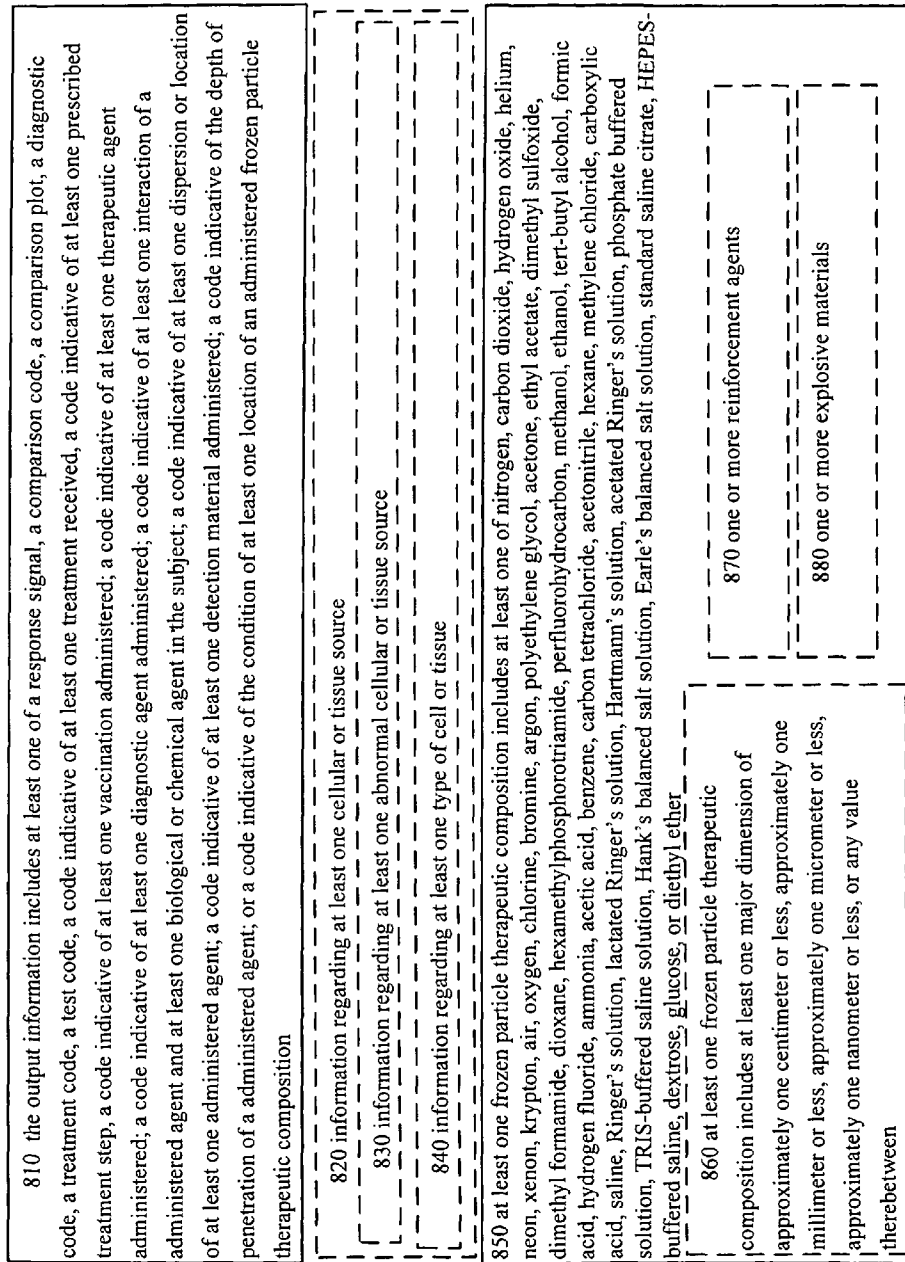 810 the output information includes at least one of a response signal, a comparison code, a comparison plot, a diagnostic
code, a treatment code, a test code, a code indicative of at least one treatment received, a code indicative of at least one prescribed
treatment step, a code indicative of at least one vaccination administered; a code indicative of at least one therapeutic agent
administered; a code indicative of at least one diagnostic agent administered; a code indicative of at least one interaction of a
administered agent and at least one biological or chemical agent in the subject; a code indicative of at least one dispersion or location
of at least one administered agent; a code indicative of at least one detection material administered; a code indicative of the depth of
penetration of a administered agent; or a code indicative of the condition of at least one location of an administered frozen particle
therapeutic composition
820 information regarding at least one cellular or tissue source
830 information regarding at least one abnormal cellular or tissue source
840 information regarding at least one type of cell or tissue
850 at least one frozen particle therapeutic composition includes at least one of nitrogen, carbon dioxide, hydrogen oxide, helium,
neon, xenon, krypton, air, oxygen, chlorine, bromine, argon, polyethylene glycol, acetone, ethyl acetate, dimethyl sulfoxide,
dimethyl formamide, dioxane, hexamethylphosphorotriamide, perfluorohydrocarbon, methanol, ethanol, tert-butyl alcohol, formic
acid, hydrogen fluoride, ammonia, acetic acid, benzene, carbon tetrachloride, acetonitrile, hexane, methylene chloride, carboxylic
acid, saline, Ringer's solution, lactated Ringer's solution, Hartmann's solution, acetated Ringer's solution, phosphate buffered
solution, TRIS-buffered saline solution, Hank's balanced salt solution, Earle's balanced salt solution, standard saline citrate, HEPES-
buffered saline, dextrose, glucose, or diethyl ether
860 at least one frozen particle therapeutic
composition includes at least one major dimension of
approximately one centimeter or less, approximately one
millimeter or less, approximately one micrometer or less,
approximately one nanometer or less, or any value
therebetween
870 one or more reinforcement agents
880 one or more explosive materials